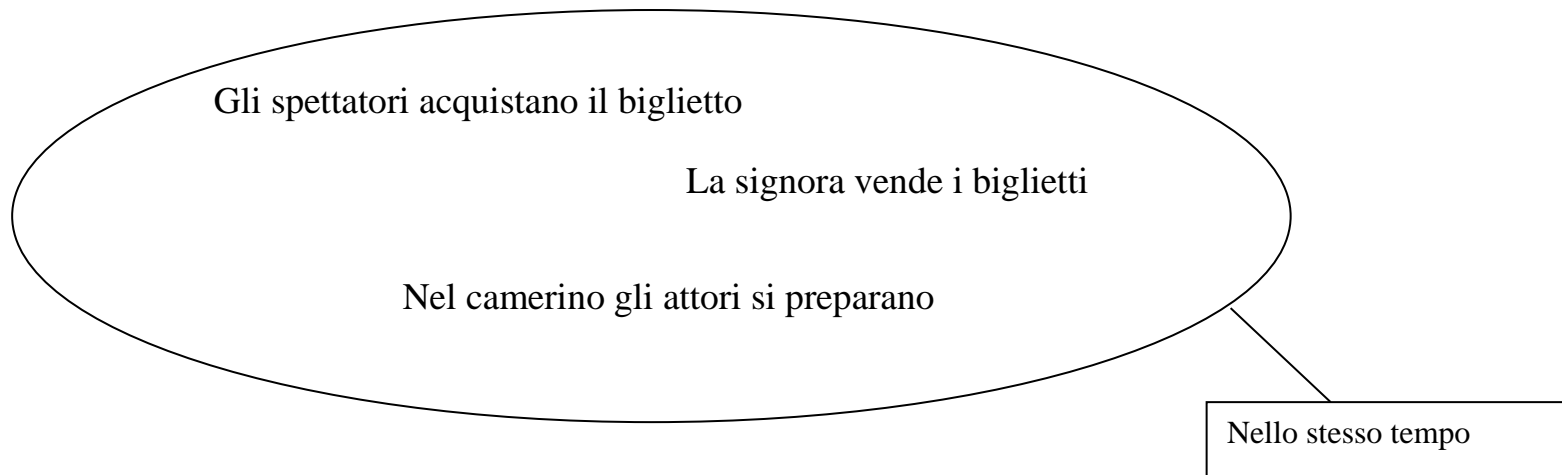 Gli spettatori acquistano il biglietto
La signora vende i biglietti
Nel camerino gli attori si preparano
Nello stesso tempo